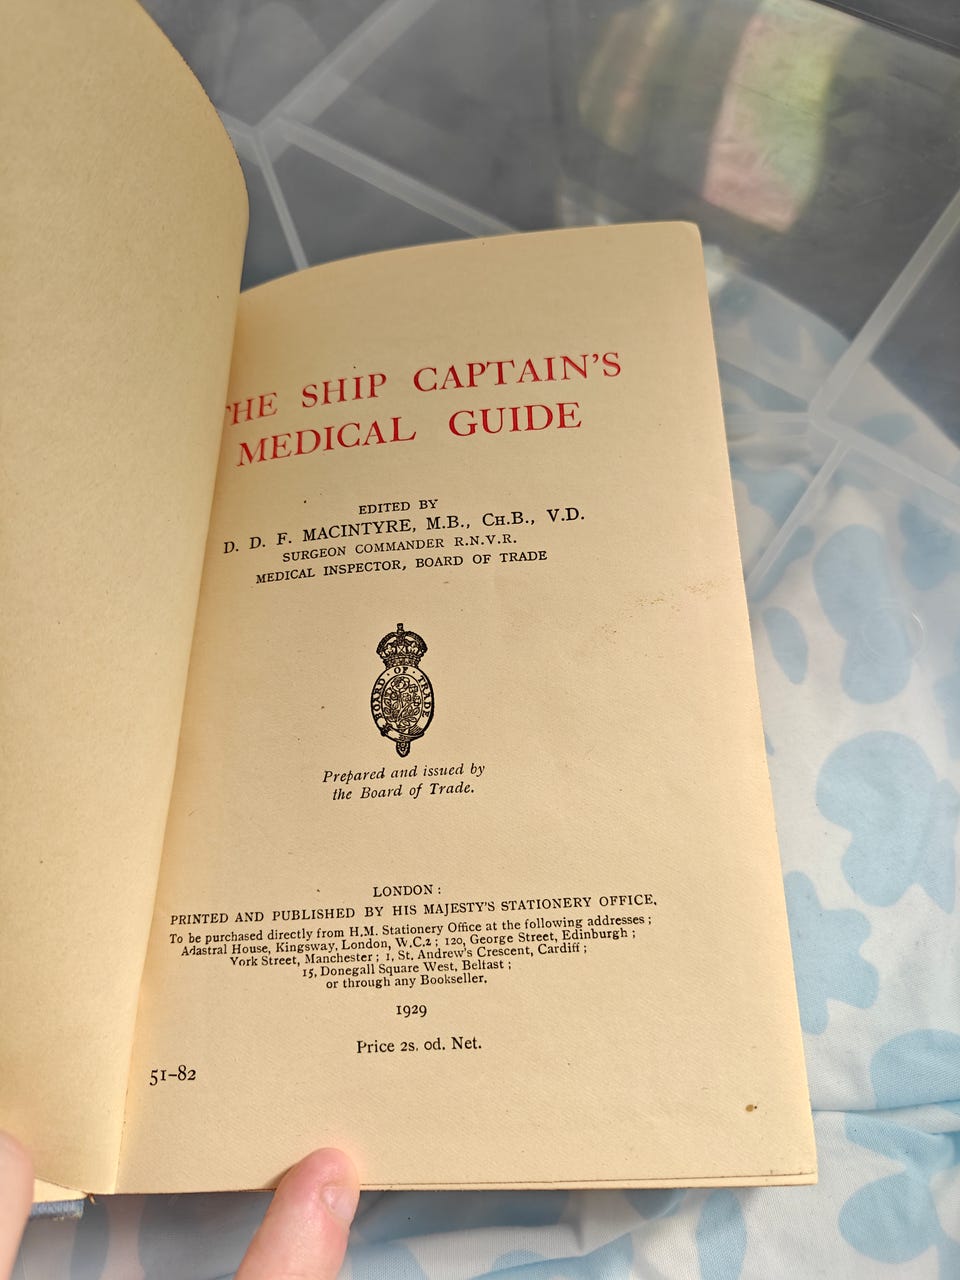 THE SHIP CAPTAIN'S
MEDICAL GUIDE
EDITED BY
D. D. F. MACINTYRE, M.B., CH.B., V.D.
SURGEON COMMANDER R.N.V.R.
MEDICAL INSPECTOR, BOARD OF TRADE
BOARD · OF · TRADE
Prepared and issued by
the Board of Trade.
LONDON :
PRINTED AND PUBLISHED BY HIS MAJESTY'S STATIONERY OFFICE,
To be purchased directly from H.M. Stationery Office at the following addresses ;
Adastral House, Kingsway, London, W.C.2 ; 120, George Street, Edinburgh ;
York Street, Manchester ; 1, St. Andrew's Crescent, Cardiff ;
15, Donegall Square West, Belfast ;
or through any Bookseller.
1929
Price 2s. od. Net.
51-82